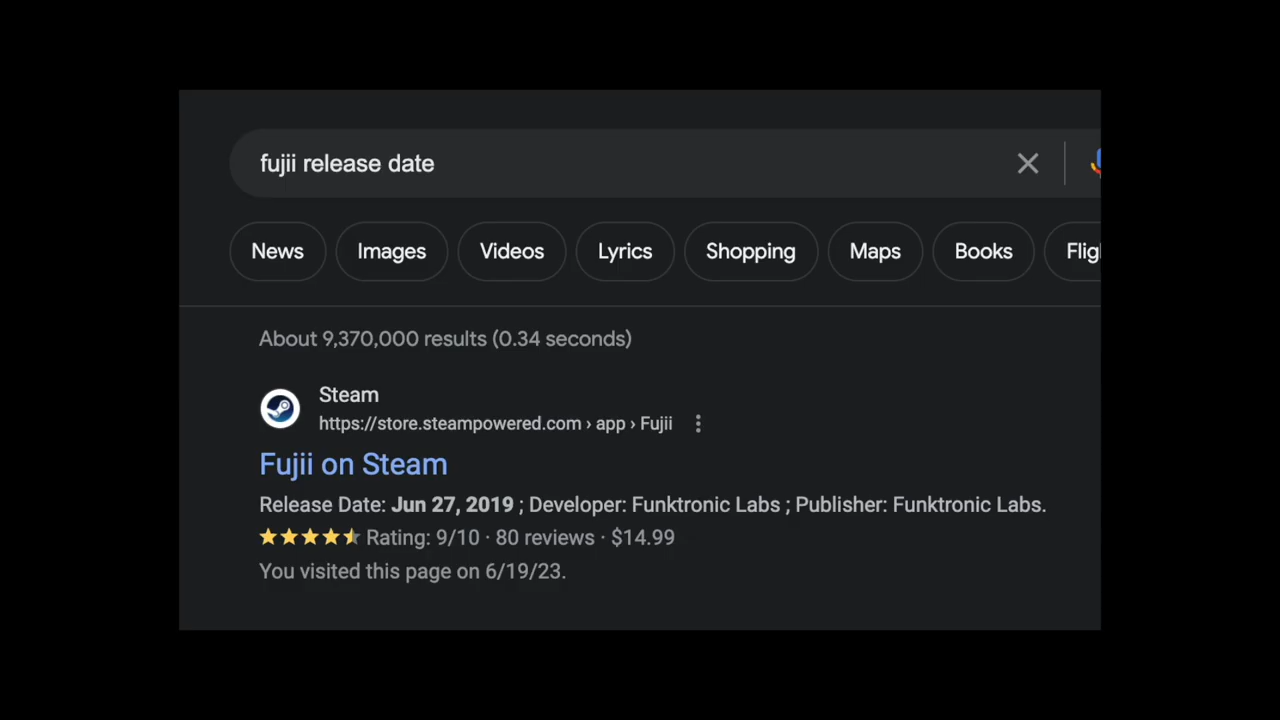 fujii release date
News Images Videos Lyrics Shopping Maps Books Fligh
About 9,370,000 results (0.34 seconds)
Steam
https://store.steampowered.com › app › Fujii
Fujii on Steam
Release Date: Jun 27, 2019 ; Developer: Funktronic Labs ; Publisher: Funktronic Labs.
Rating: 9/10 · 80 reviews · $14.99
You visited this page on 6/19/23.